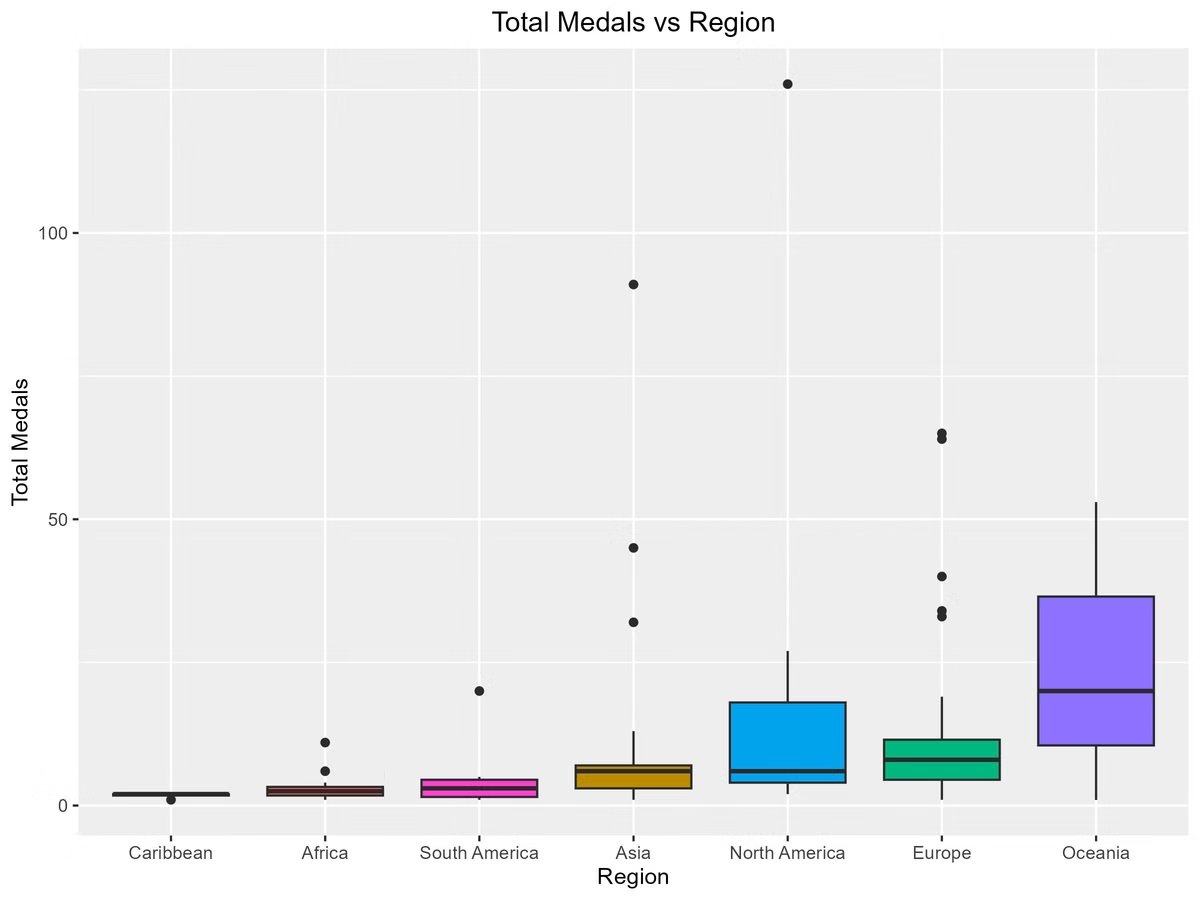 Total Medals vs Region
Total Medals
100
50
0
Caribbean Africa South America Asia North America Europe Oceania
Region